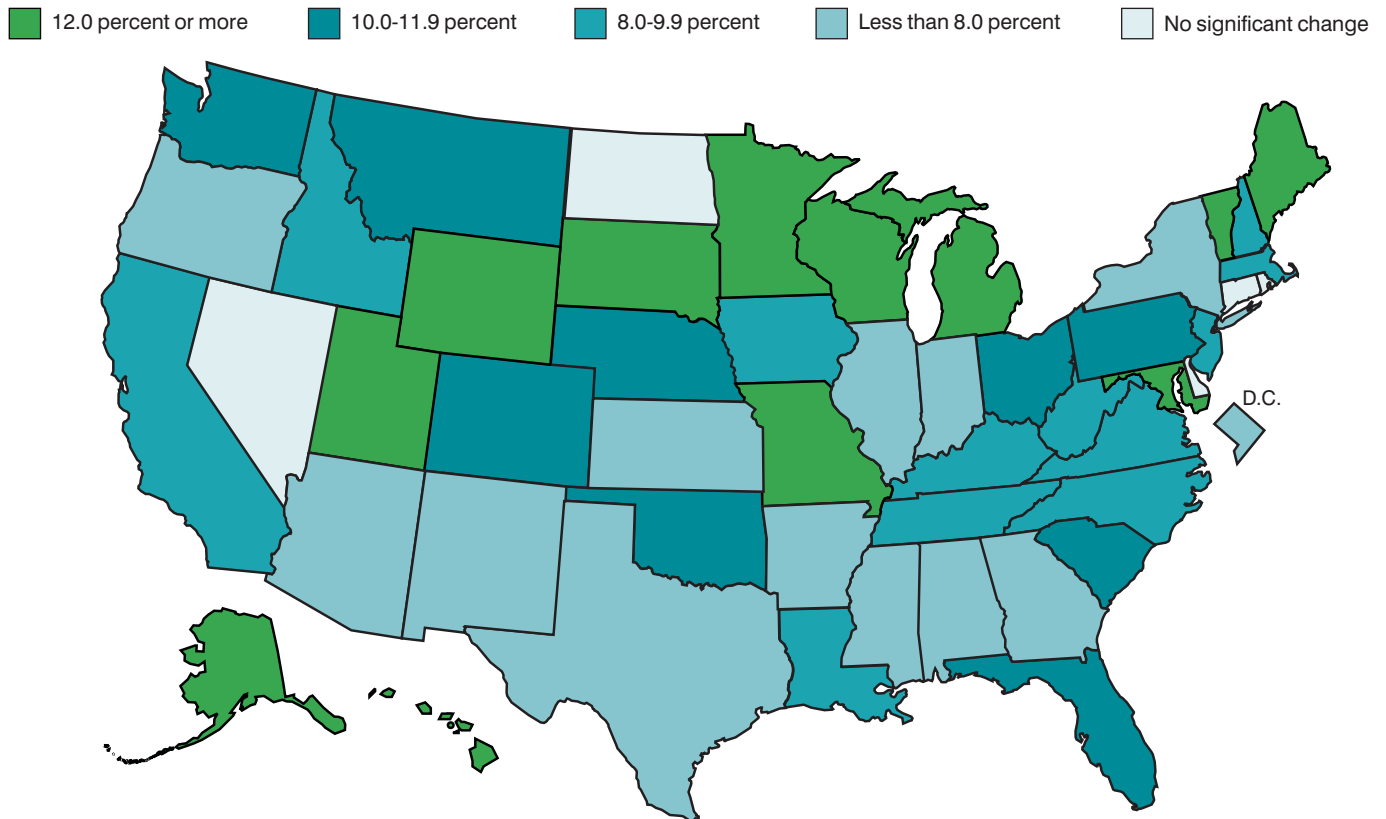 12.0 percent or more
10.0-11.9 percent
8.0-9.9 percent
Less than 8.0 percent
No significant change
D.C.